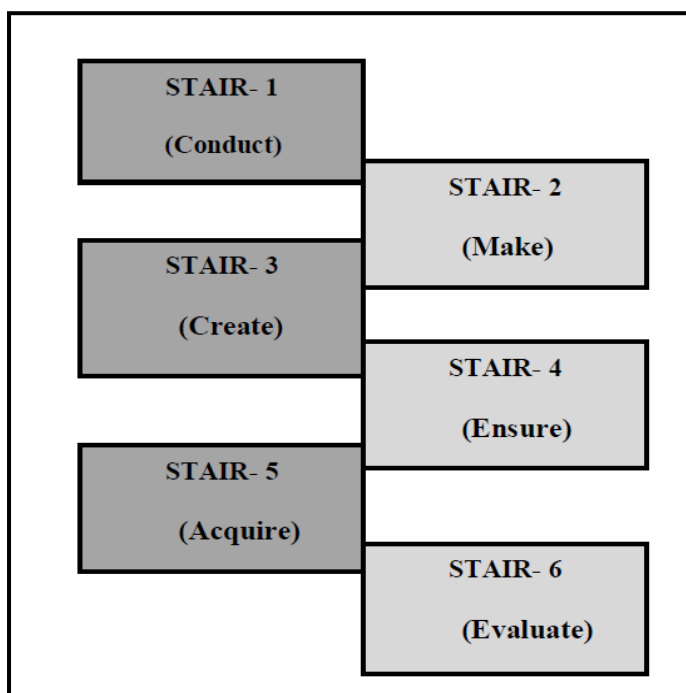 STAIR- 1
(Conduct)
STAIR- 2
(Make)
STAIR- 3
(Create)
STAIR- 4
(Ensure)
STAIR- 5
(Acquire)
STAIR- 6
(Evaluate)